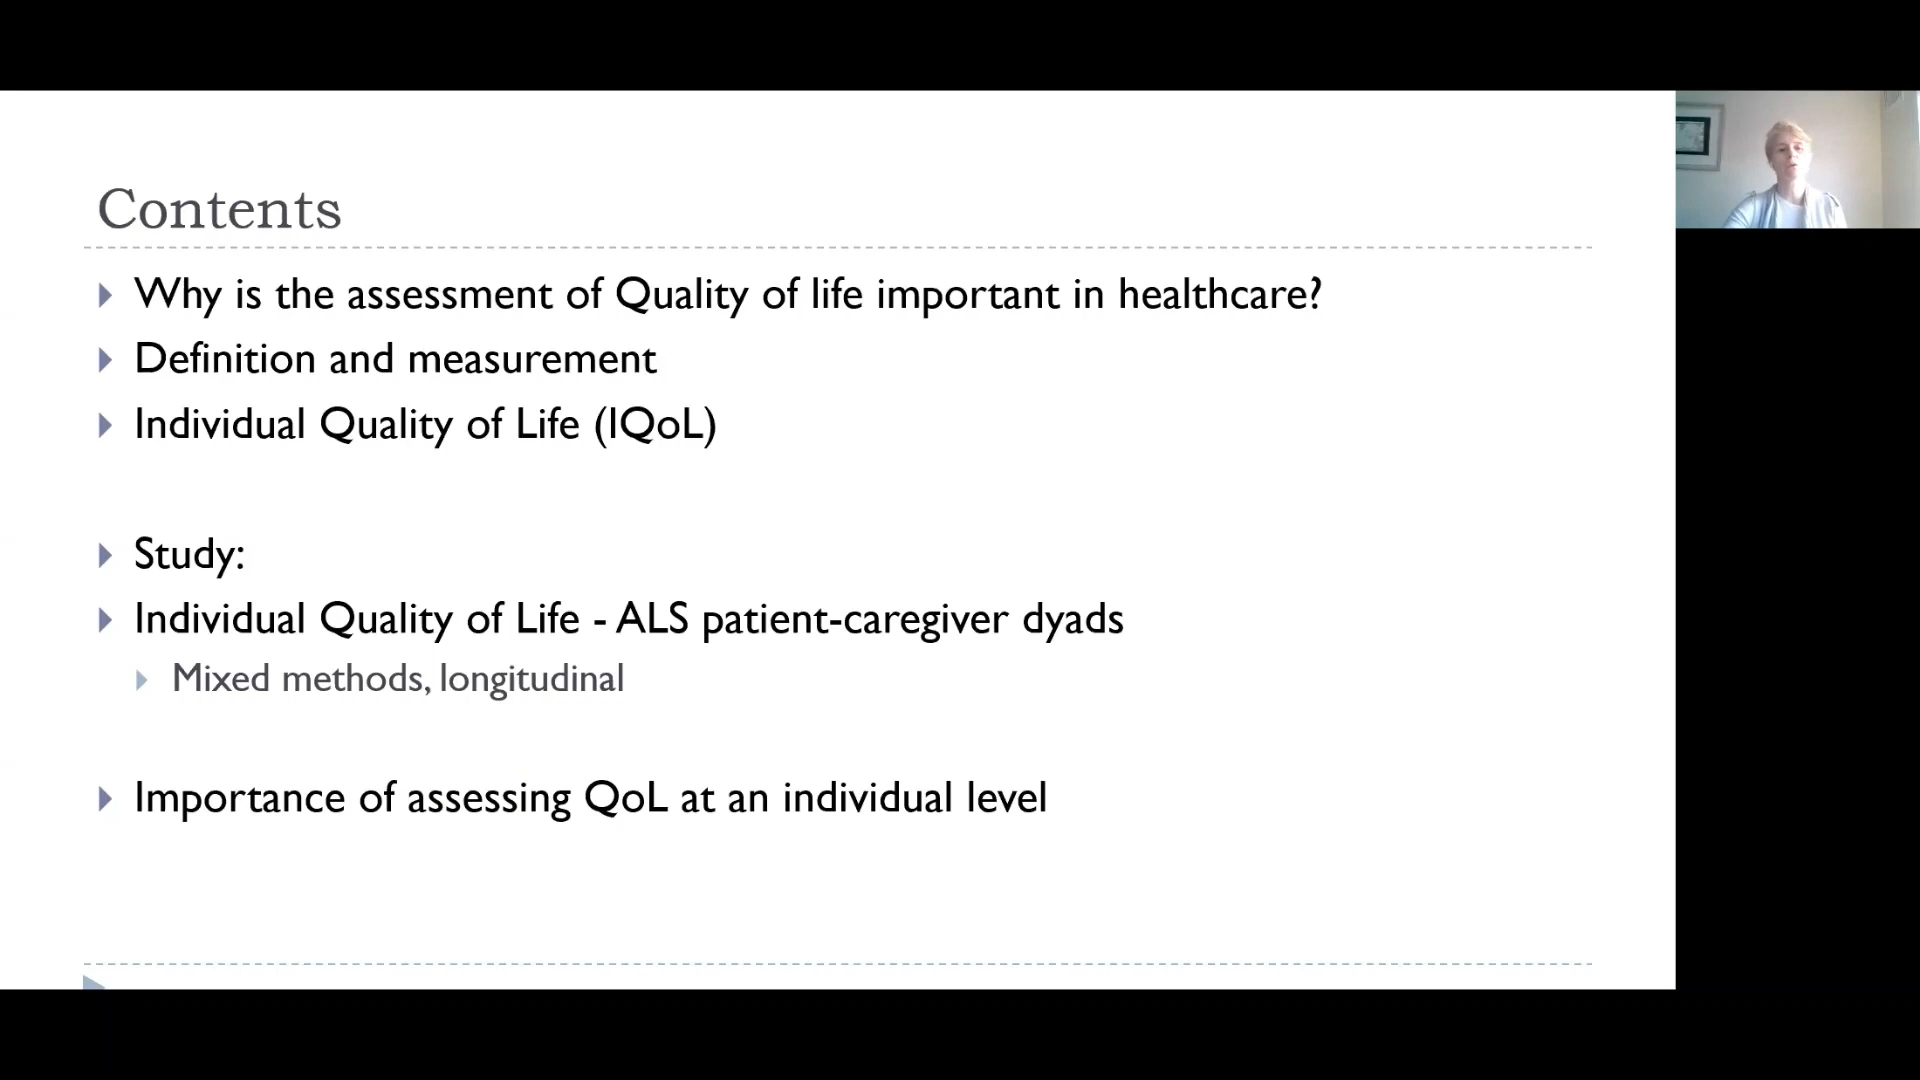 Contents
Why is the assessment of Quality of life important in healthcare?
Definition and measurement
Individual Quality of Life (IQoL)
Study:
Individual Quality of Life - ALS patient-caregiver dyads
Mixed methods, longitudinal
Importance of assessing QoL at an individual level